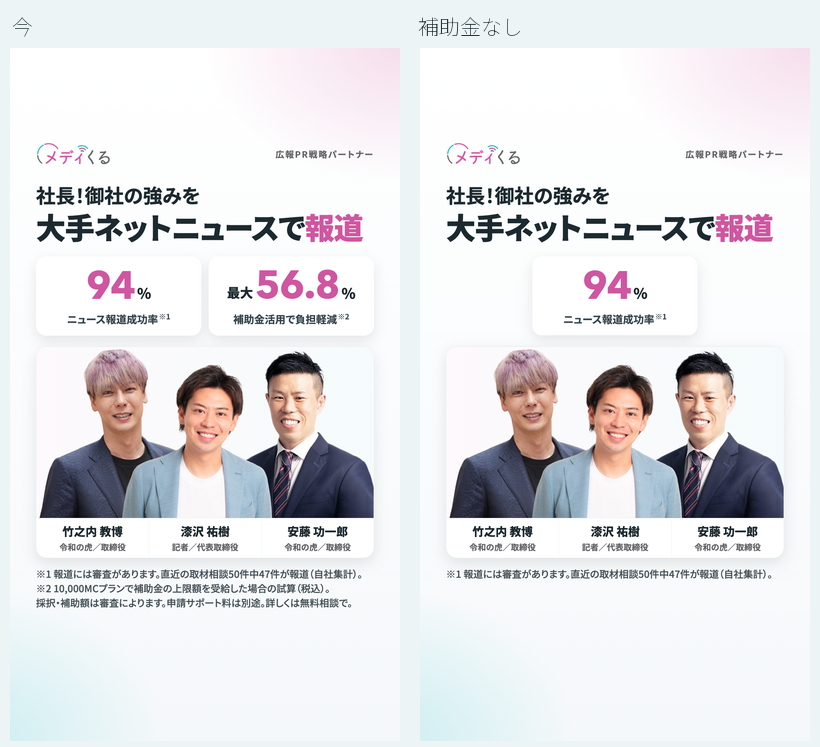 今
メディくる
広報PR戦略パートナー
社長!御社の強みを
大手ネットニュースで報道
94%
ニュース報道成功率※1
最大56.8%
補助金活用で負担軽減※2
竹之内 教博
令和の虎／取締役
漆沢 祐樹
記者／代表取締役
安藤 功一郎
令和の虎／取締役
※1 報道には審査があります。直近の取材相談50件中47件が報道（自社集計）。
※2 10,000MCプランで補助金の上限額を受給した場合の試算（税込）。
採択・補助額は審査によります。申請サポート料は別途。詳しくは無料相談で。
補助金なし
メディくる
広報PR戦略パートナー
社長!御社の強みを
大手ネットニュースで報道
94%
ニュース報道成功率※1
竹之内 教博
令和の虎／取締役
漆沢 祐樹
記者／代表取締役
安藤 功一郎
令和の虎／取締役
※1 報道には審査があります。直近の取材相談50件中47件が報道（自社集計）。